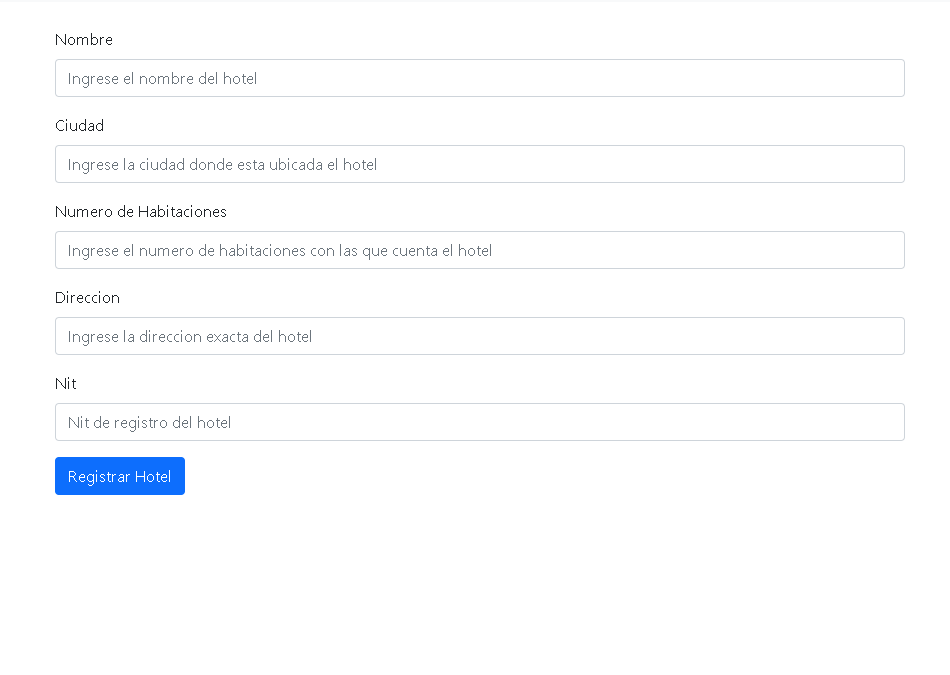 Nombre
Ingrese el nombre del hotel
Ciudad
Ingrese la ciudad donde esta ubicada el hotel
Numero de Habitaciones
Ingrese el numero de habitaciones con las que cuenta el hotel
Direccion
Ingrese la direccion exacta del hotel
Nit
Nit de registro del hotel
Registrar Hotel